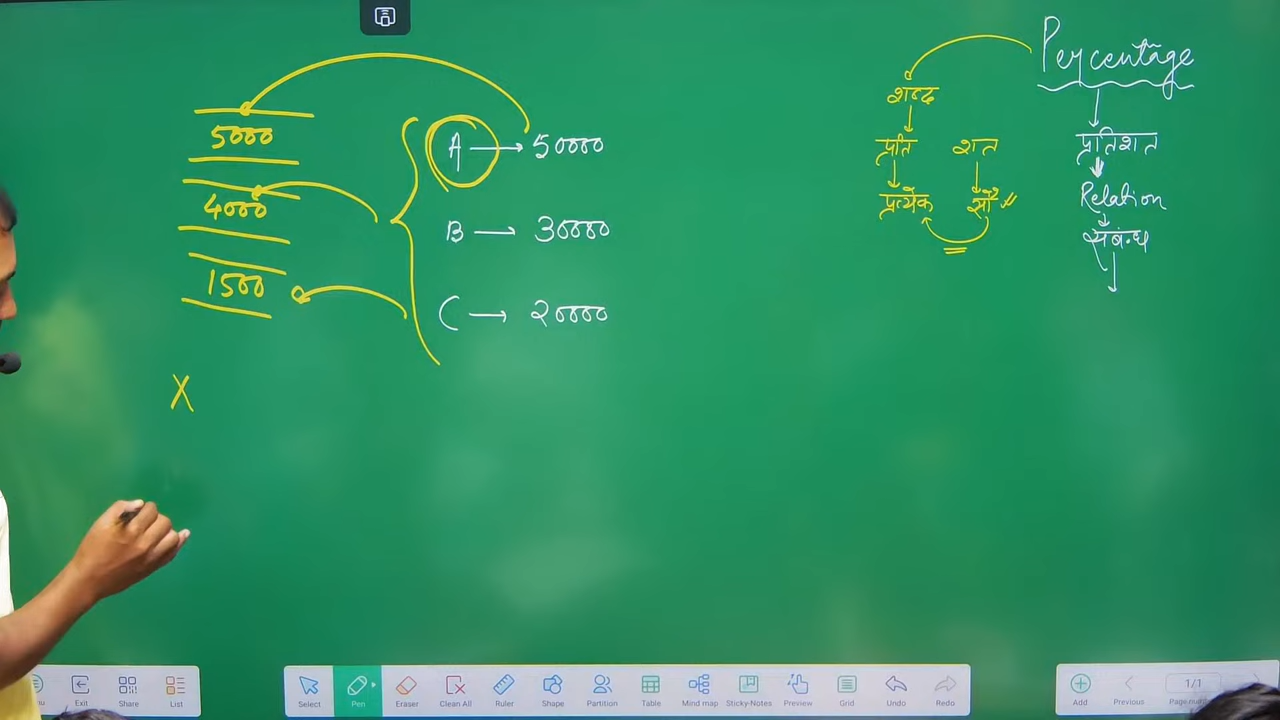 Percentage
शब्द
5000
A → 50000
प्रति शत
प्रतिशत
4000
प्रत्येक सौ
Relation
B → 30000
संबंध
1500
C → 20000
X
Exit
Share
List
Select
Pen
Eraser
Clean All
Ruler
Shape
Partition
Table
Mind map
Sticky-Notes
Preview
Grid
Undo
Redo
Add
Previous
1/1